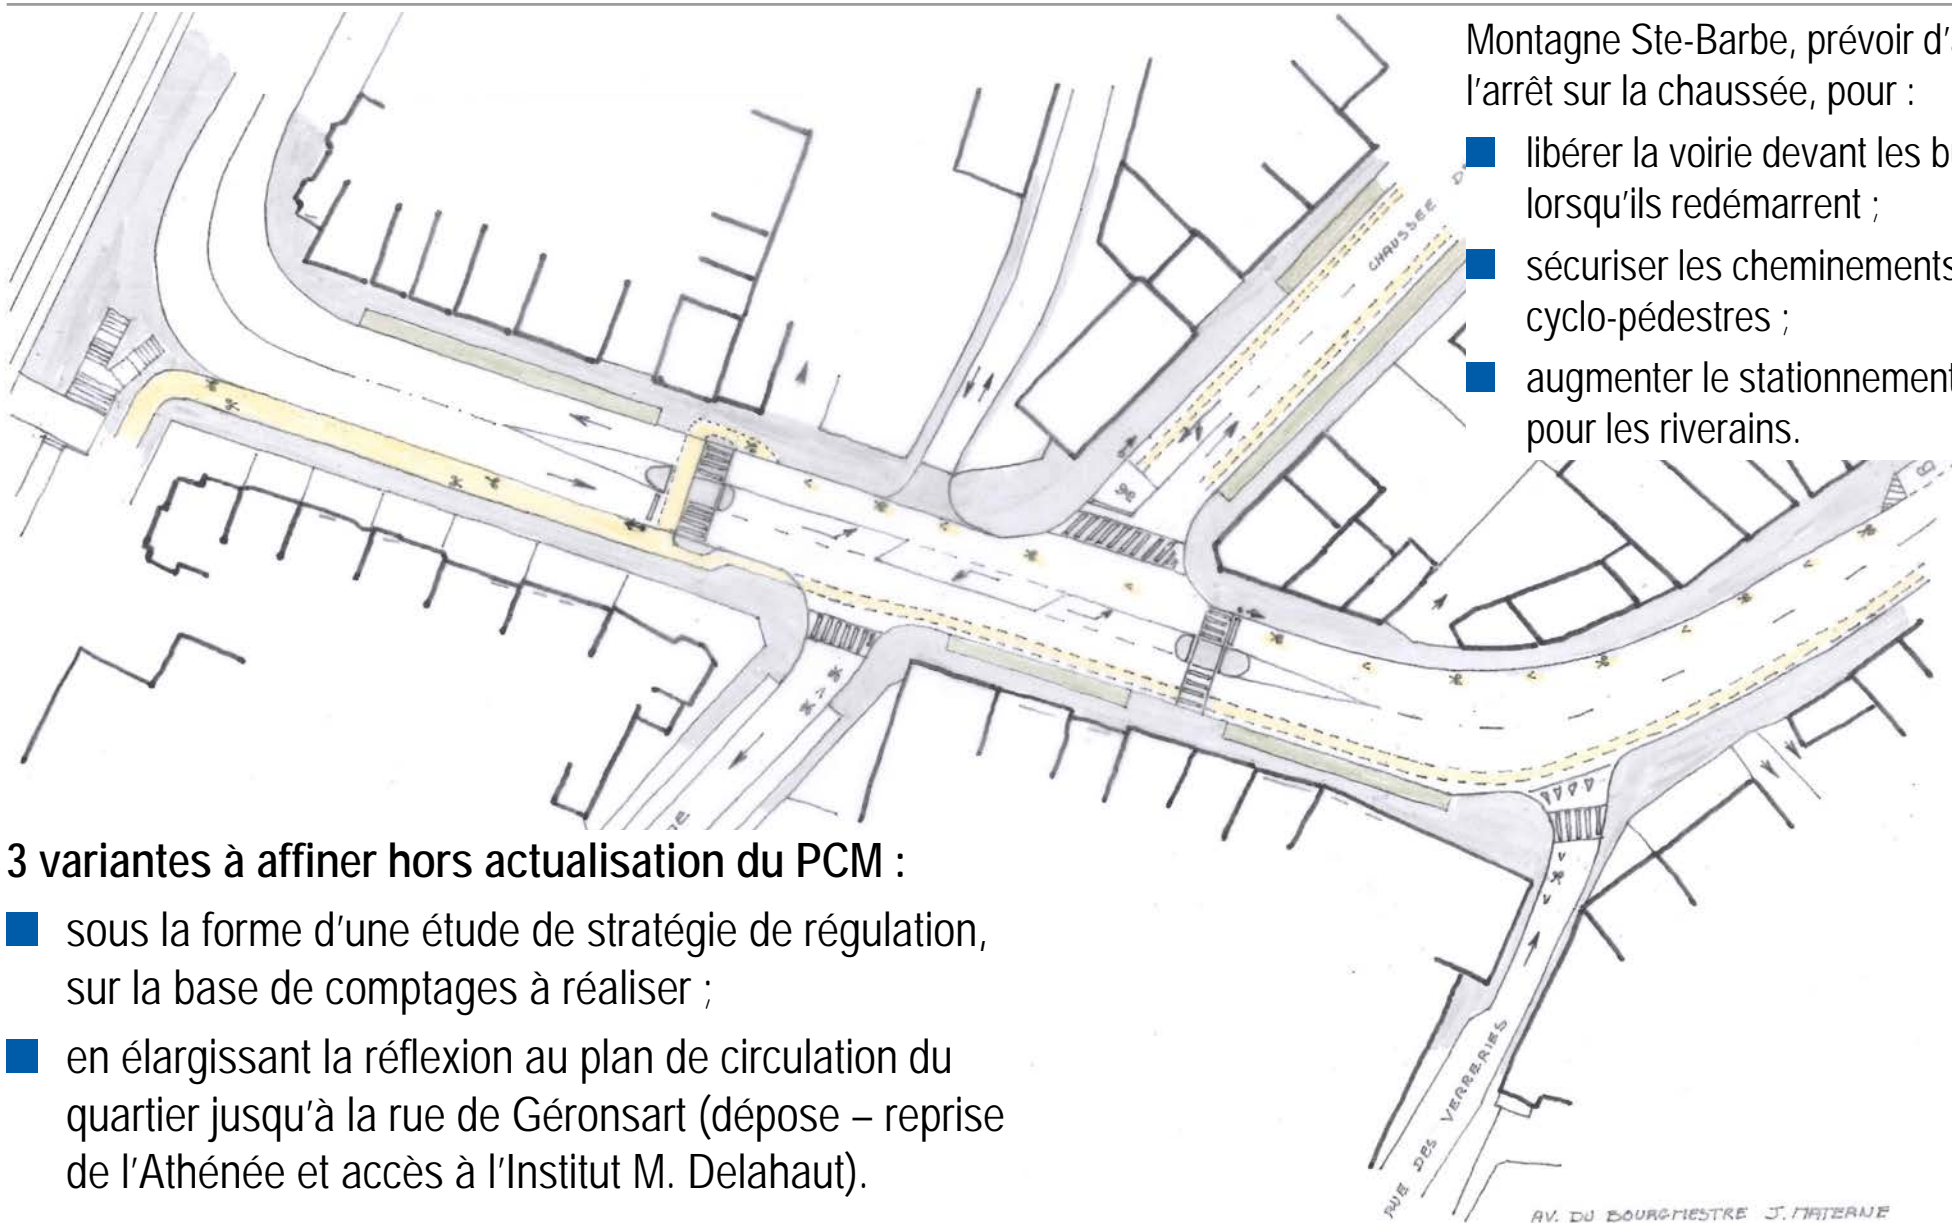 Montagne Ste-Barbe, prévoir
l'arrêt sur la chaussée, pour :
libérer la voirie devant les
lorsqu'ils redémarrent ;
sécuriser les cheminements
cyclo-pédestres ;
augmenter le stationnement
pour les riverains.
CHAUSSEE
3 variantes à affiner hors actualisation du PCM :
sous la forme d'une étude de stratégie de régulation,
sur la base de comptages à réaliser ;
en élargissant la réflexion au plan de circulation du
quartier jusqu'à la rue de Géronsart (dépose – reprise
de l'Athénée et accès à l'Institut M. Delahaut).
RUE DES VERRERIES
AV. DU BOURGMESTRE J. MATERNE